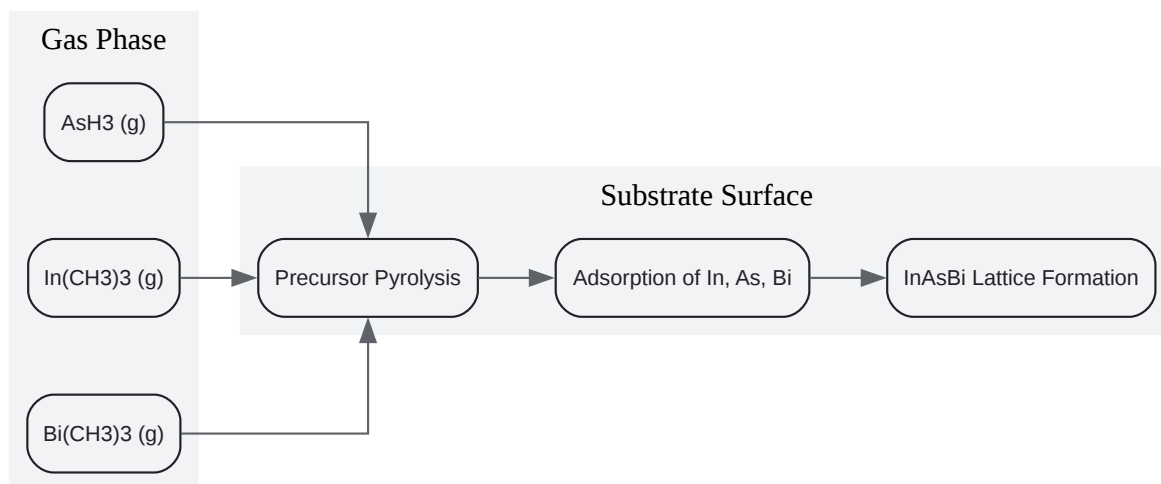 Gas Phase
AsH3 (g)
Substrate Surface
In(CH3)3 (g)
Precursor Pyrolysis
Adsorption of In, As, Bi
InAsBi Lattice Formation
Bi(CH3)3 (g)